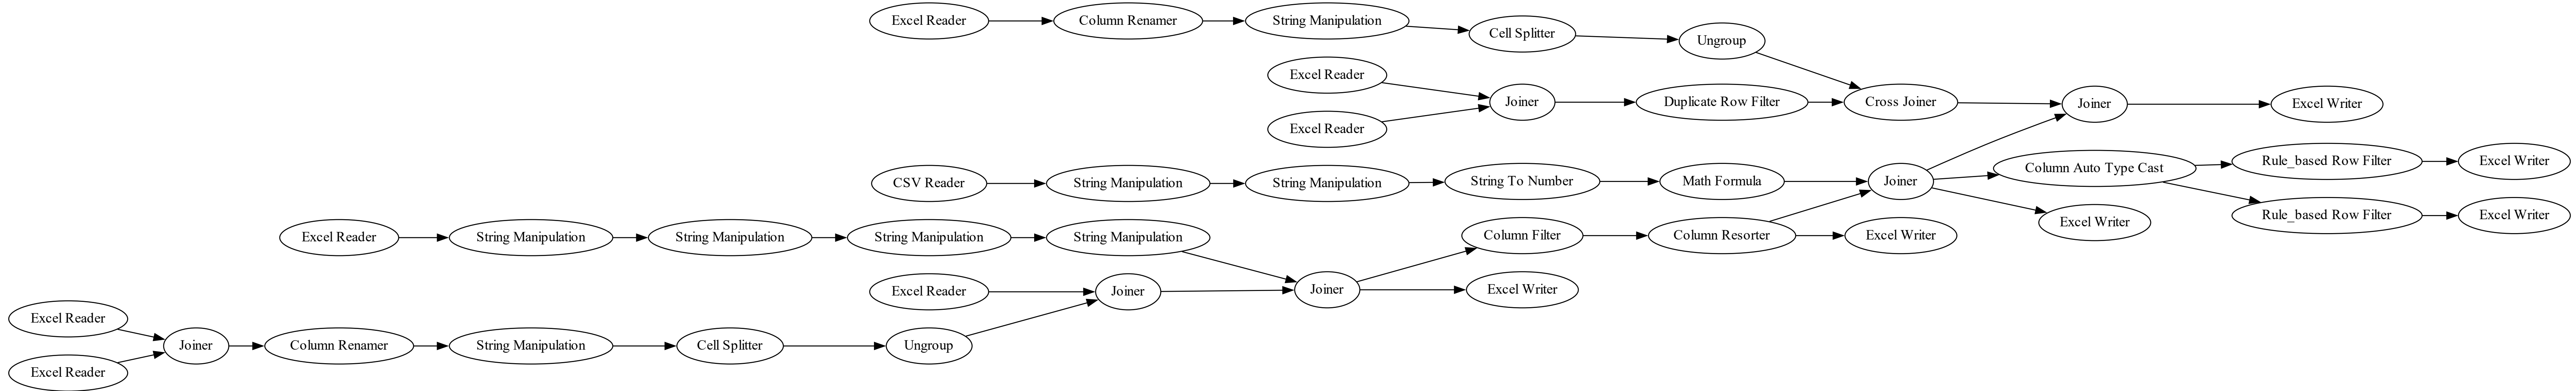 Excel Reader
Column Renamer
String Manipulation
Cell Splitter
Ungroup
Excel Reader
Excel Reader
Joiner
Duplicate Row Filter
Cross Joiner
Joiner
Excel Writer
CSV Reader
String Manipulation
String Manipulation
String To Number
Math Formula
Joiner
Column Auto Type Cast
Rule_based Row Filter
Excel Writer
Rule_based Row Filter
Excel Writer
Excel Writer
Excel Reader
String Manipulation
String Manipulation
String Manipulation
String Manipulation
Column Filter
Column Resorter
Excel Writer
Excel Reader
Joiner
Joiner
Excel Writer
Excel Reader
Excel Reader
Joiner
Column Renamer
String Manipulation
Cell Splitter
Ungroup